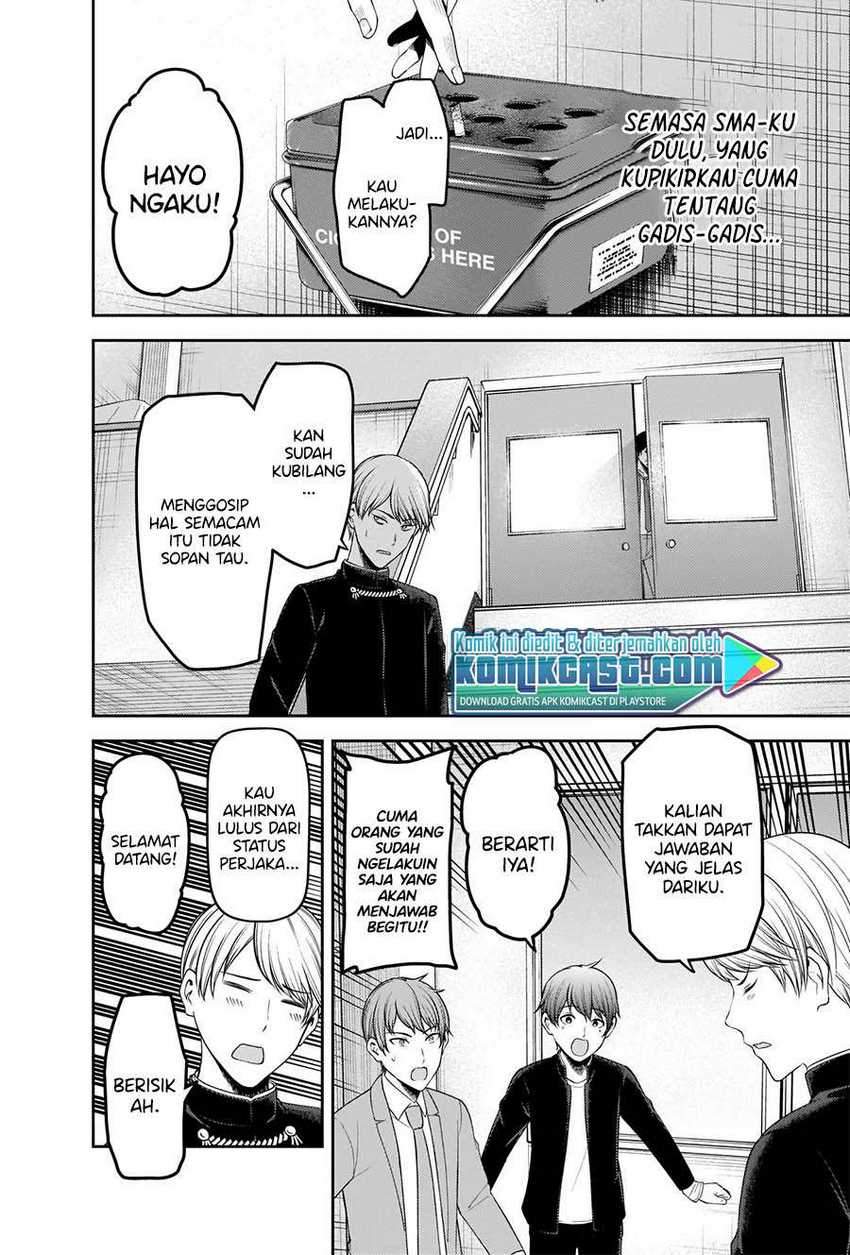 SEMASA SMA-KU
DULU, YANG
KUPIKIRKAN CUMA
TENTANG
GADIS-GADIS...
JADI...
KAU
MELAKU-
KANNYA?
HAYO
NGAKU!
OF
HERE
KAN
SUDAH
KUBILANG
...
MENGGOSIP
HAL SEMACAM
ITU TIDAK
SOPAN TAU.
Komik ini diedit & diterjemahkan oleh
KOMIKCAST.COM
DOWNLOAD GRATIS APK KOMIKCAST DI PLAYSTORE
KALIAN
TAKKAN DAPAT
JAWABAN
YANG JELAS
DARIKU.
BERARTI
IYA!
CUMA
ORANG YANG
SUDAH
NGELAKUIN
SAJA YANG
AKAN
MENJAWAB
BEGITU!!
KAU
AKHIRNYA
LULUS DARI
STATUS
PERJAKA...
SELAMAT
DATANG!
BERISIK
AH.